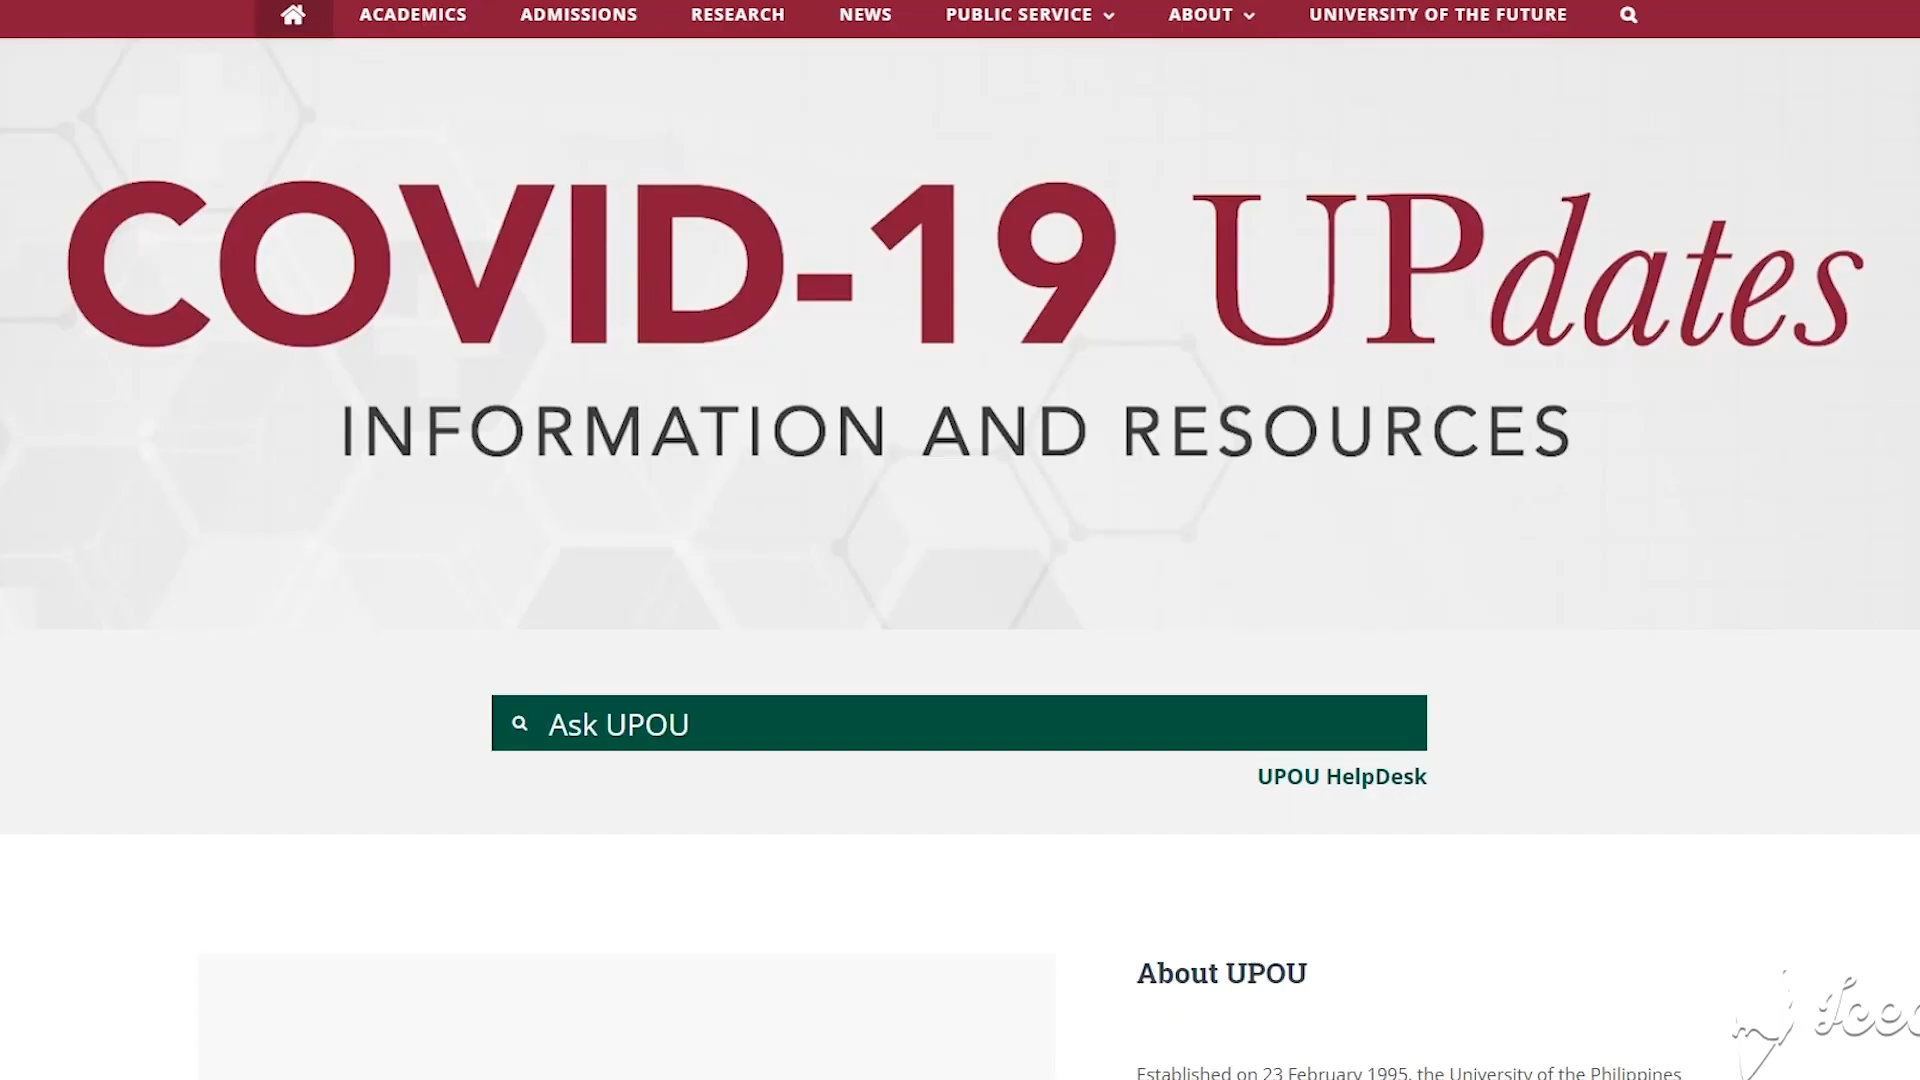 ACADEMICS ADMISSIONS RESEARCH NEWS PUBLIC SERVICE ABOUT UNIVERSITY OF THE FUTURE
COVID-19 UPdates
INFORMATION AND RESOURCES
Ask UPOU
UPOU HelpDesk
About UPOU
Established on 23 February 1995, the University of the Philippines